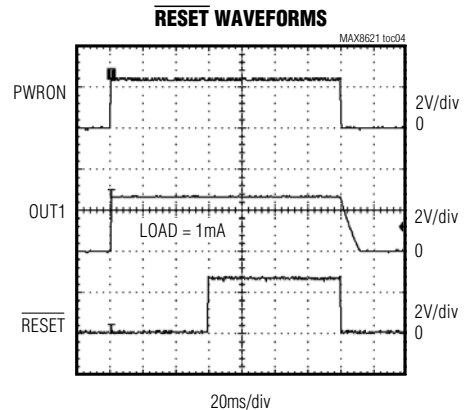 RESET WAVEFORMS
MAX8621 toc04
PWRON
2V/div
0
OUT1
LOAD = 1mA
2V/div
0
RESET
2V/div
0
20ms/div